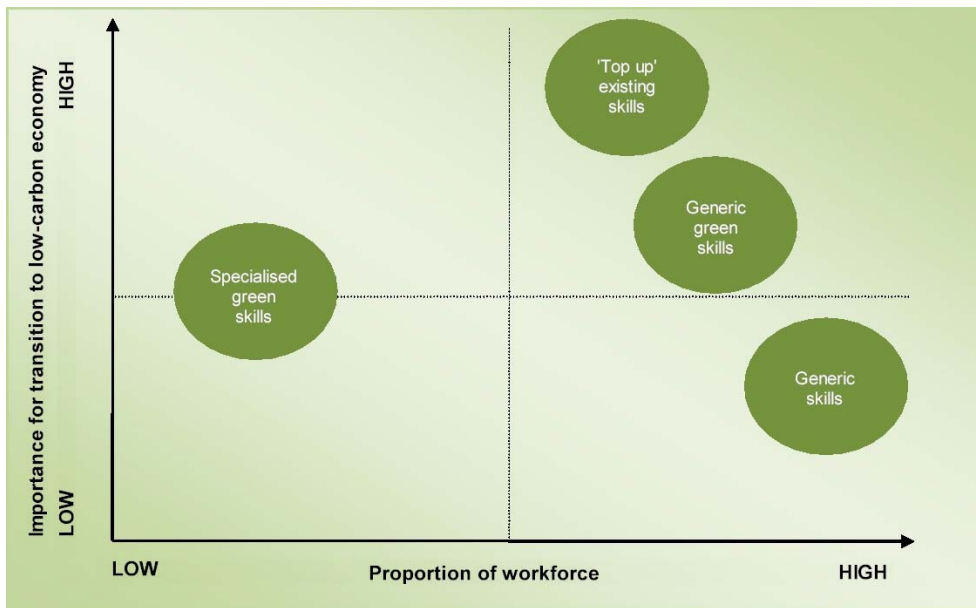 Importance for transition to low-carbon economy
HIGH
LOW
'Top up'
existing
skills
Generic
green
skills
Specialised
green
skills
Generic
skills
LOW
Proportion of workforce
HIGH